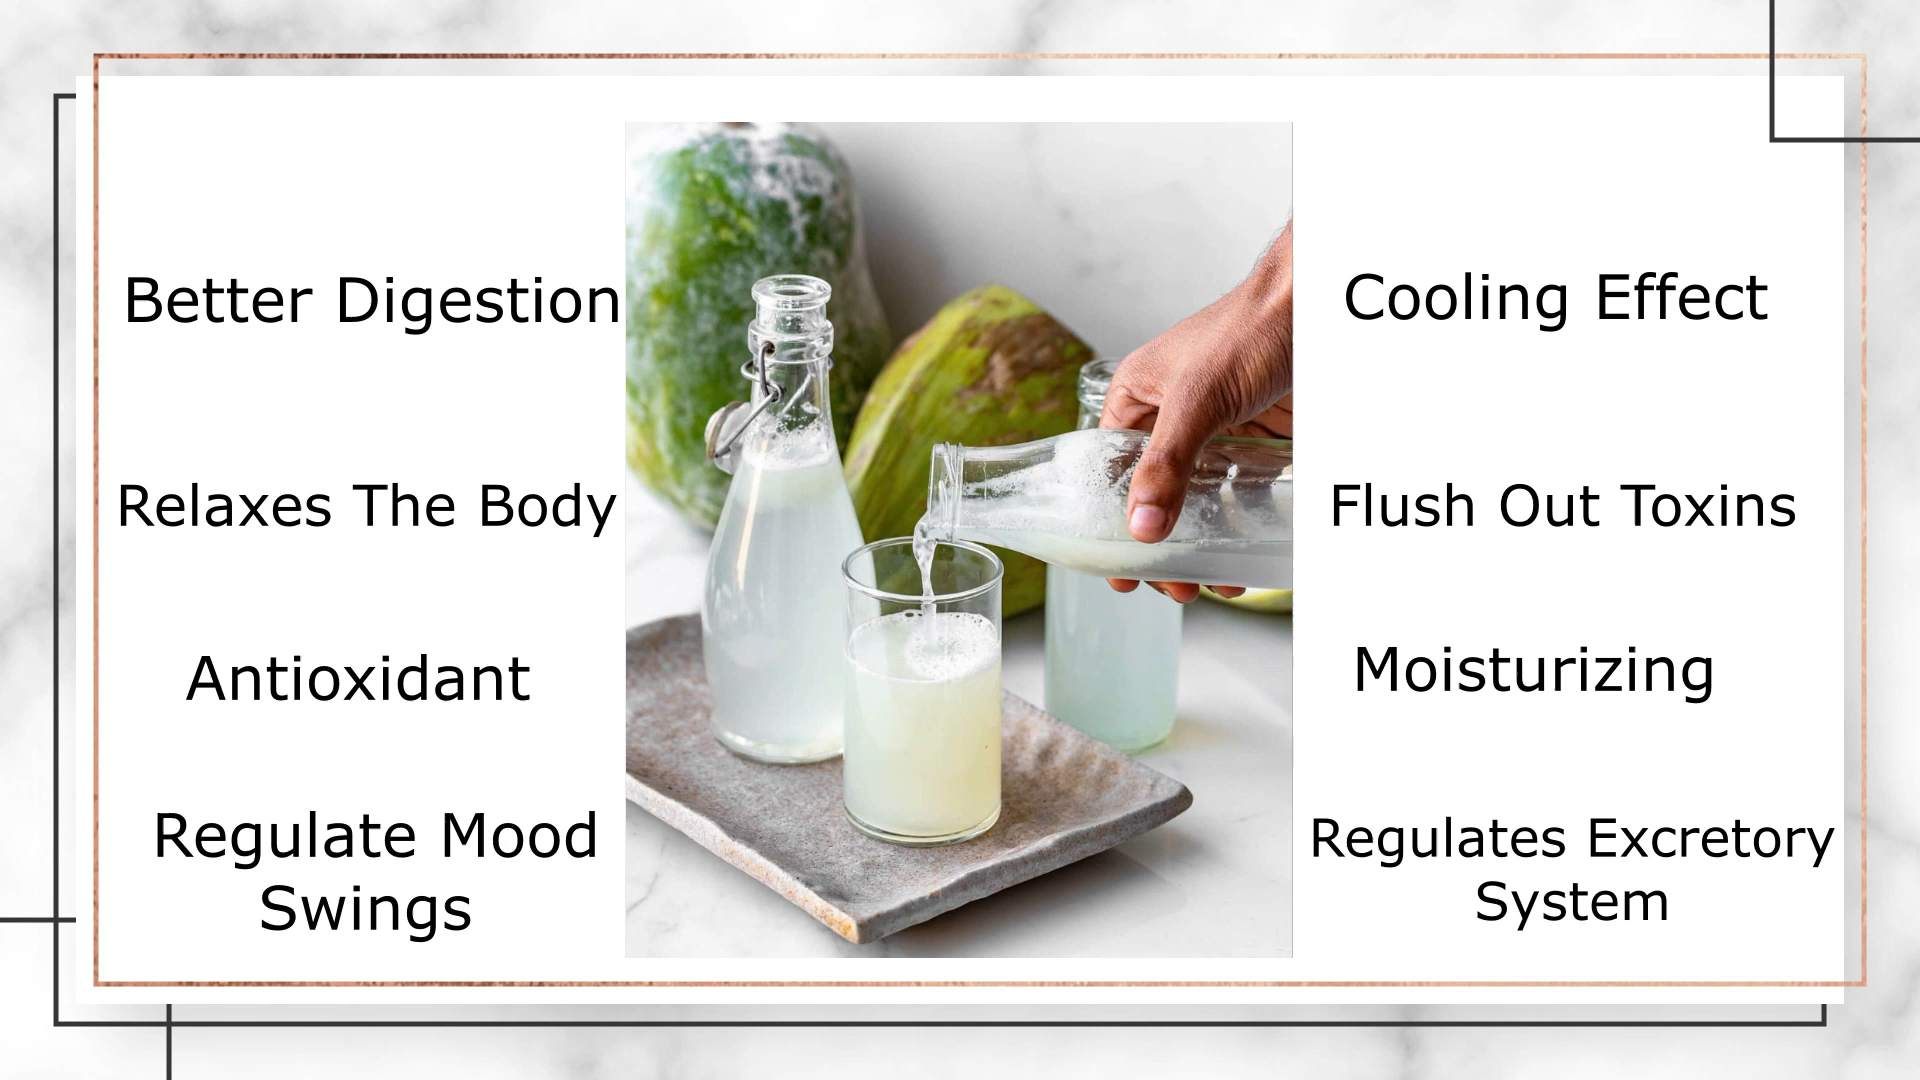 Better Digestion
Cooling Effect
Relaxes The Body
Flush Out Toxins
Antioxidant
Moisturizing
Regulate Mood
Swings
Regulates Excretory
System